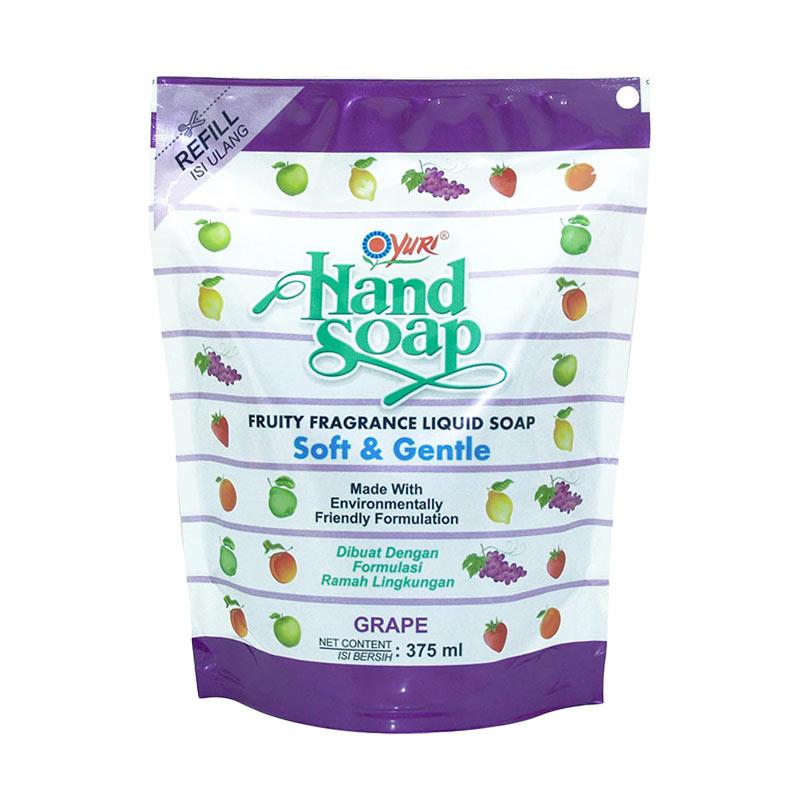 REFILL
ISI ULANG
YURI®
Hand
Soap
FRUITY FRAGRANCE LIQUID SOAP
Soft & Gentle
Made With
Environmentally
Friendly Formulation
Dibuat Dengan
Formulasi
Ramah Lingkungan
GRAPE
NET CONTENT
ISI BERSIH : 375 ml